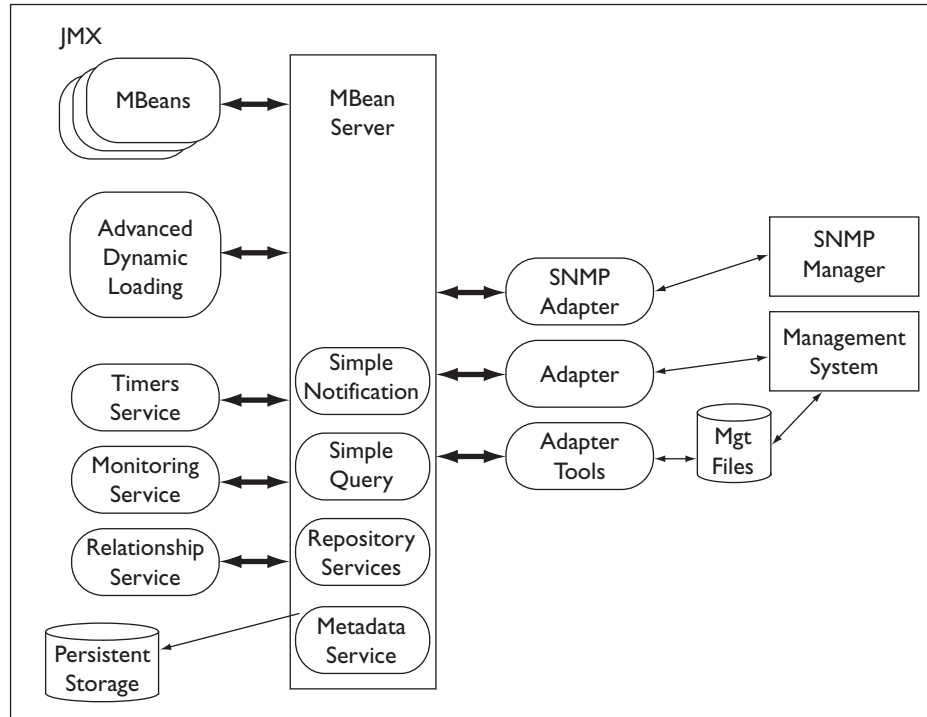 JMX
MBeans
MBean
Server
Advanced
Dynamic
Loading
SNMP
Adapter
SNMP
Manager
Timers
Service
Simple
Notification
Adapter
Management
System
Monitoring
Service
Simple
Query
Adapter
Tools
Mgt
Files
Relationship
Service
Repository
Services
Persistent
Storage
Metadata
Service